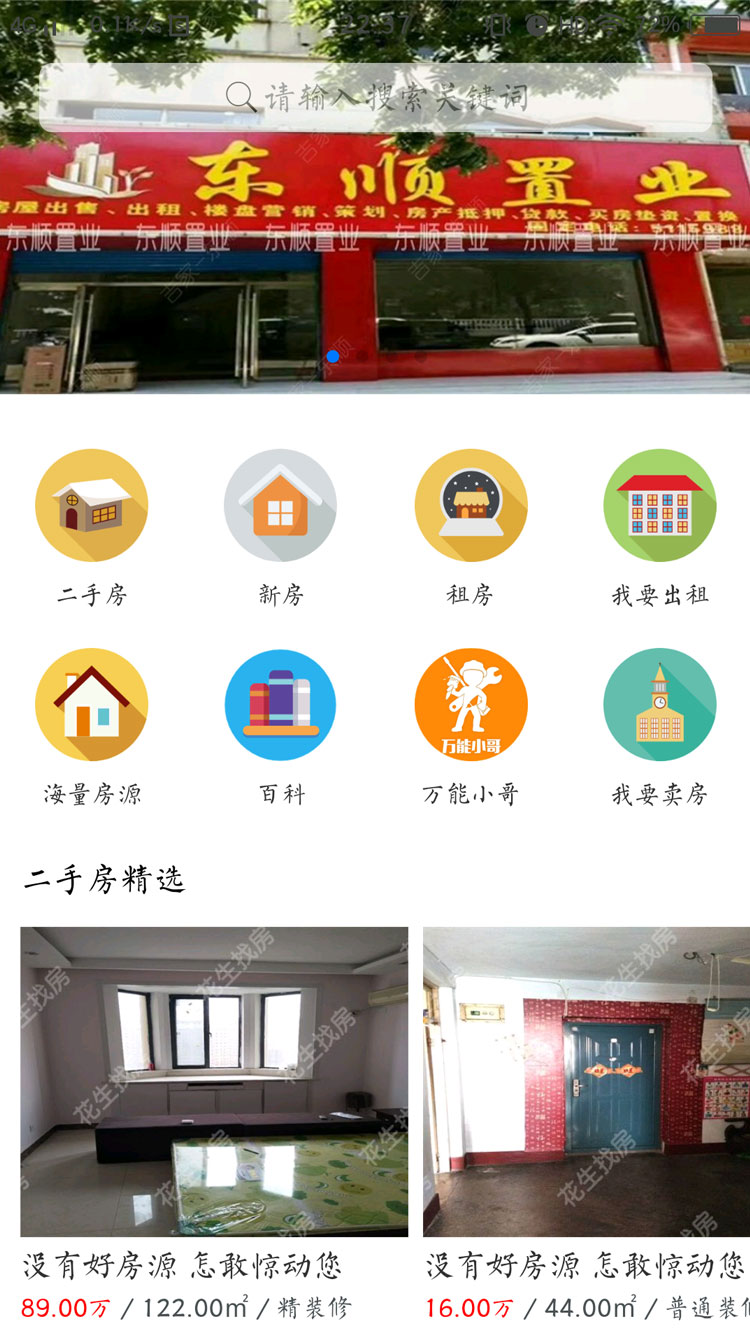 请输入搜索关键词
东顺置业
房屋出售、出租、楼盘营销、策划、房产抵押、贷款、买房垫资、置换
东顺置业 东顺置业 东顺置业 东顺置业 东顺置业 东顺置业
二手房 新房 租房 我要出租
万能小哥
海量房源 百科 万能小哥 我要卖房
二手房精选
花生找房
没有好房源 怎敢惊动您 没有好房源 怎敢惊动您
89.00万 / 122.00㎡ / 精装修 16.00万 / 44.00㎡ / 普通装修